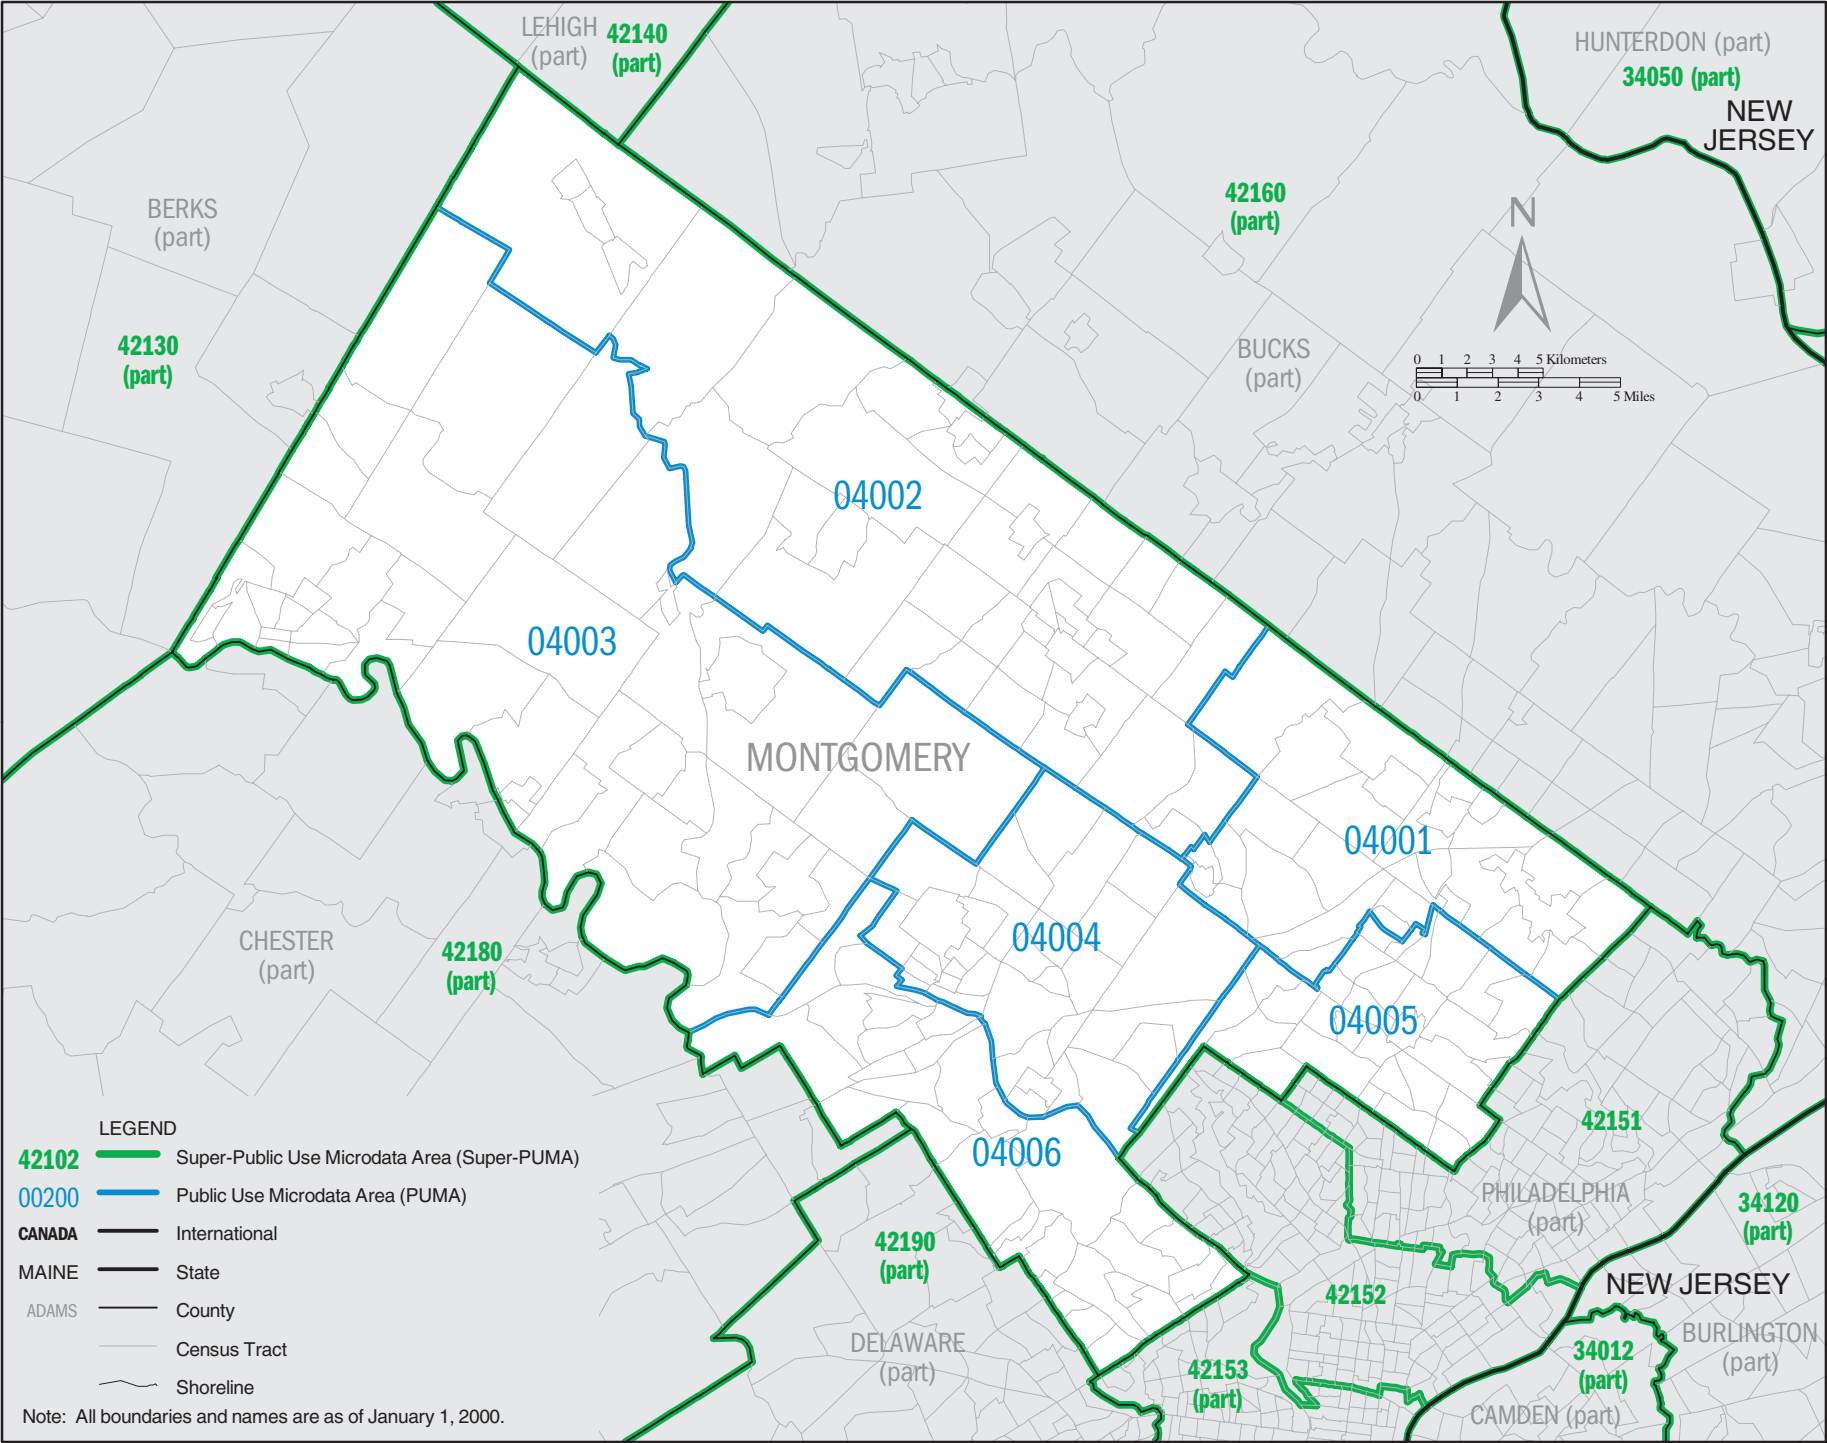 LEHIGH
(part)
42140
(part)
HUNTERDON (part)
34050 (part)
NEW
JERSEY
BERKS
(part)
42160
(part)
N
42130
(part)
BUCKS
(part)
0 1 2 3 4 5 Kilometers
0 1 2 3 4 5 Miles
04002
04003
MONTGOMERY
04001
04004
CHESTER
(part)
42180
(part)
04005
42151
04006
PHILADELPHIA
(part)
34120
(part)
42190
(part)
42152
NEW JERSEY
DELAWARE
(part)
42153
(part)
34012
(part)
BURLINGTON
(part)
CAMDEN (part)
LEGEND
42102 Super-Public Use Microdata Area (Super-PUMA)
00200 Public Use Microdata Area (PUMA)
CANADA International
MAINE State
ADAMS County
Census Tract
Shoreline
Note: All boundaries and names are as of January 1, 2000.